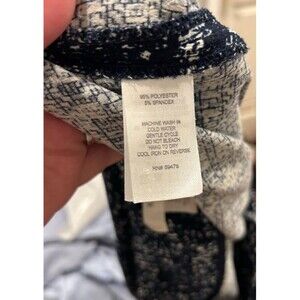 95% POLYESTER
5% SPANDEX
MACHINE WASH IN
COLD WATER
GENTLE CYCLE
DO NOT BLEACH
HANG TO DRY
COOL IRON ON REVERSE
RN# 59475